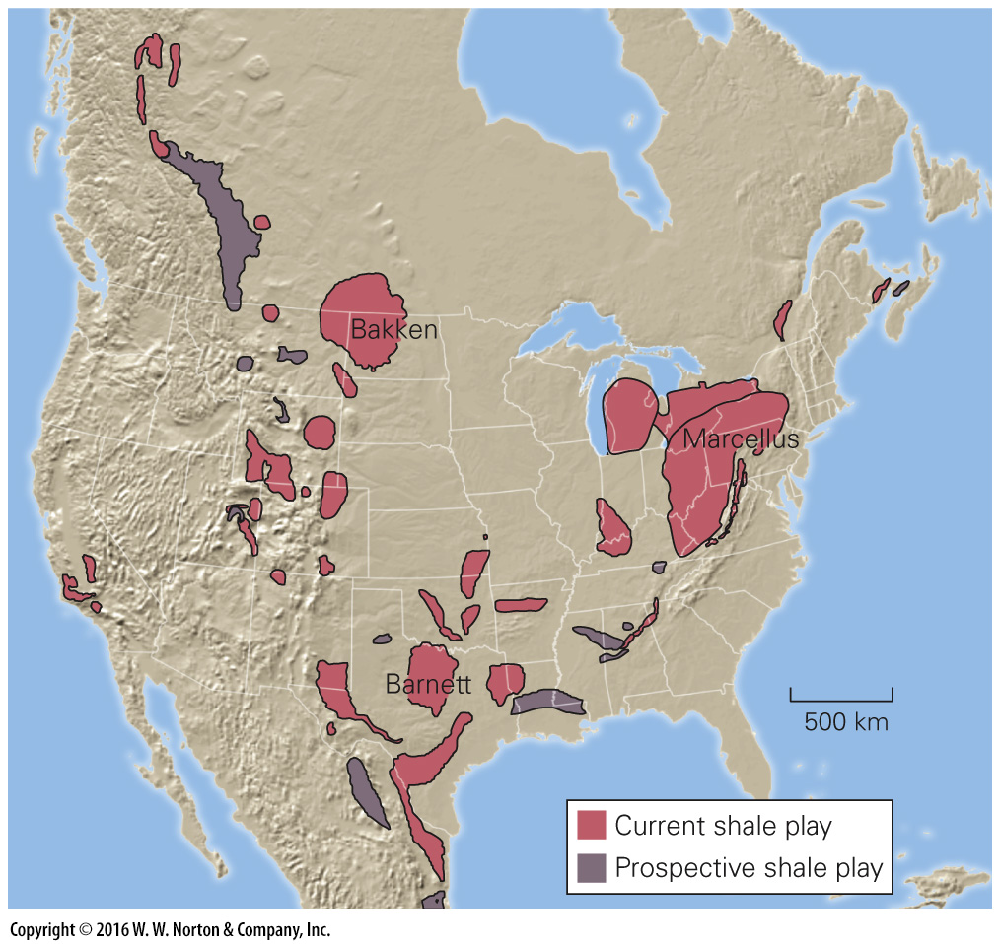 Bakken
Marcellus
Barnett
500 km
Current shale play
Prospective shale play
Copyright © 2016 W. W. Norton & Company, Inc.